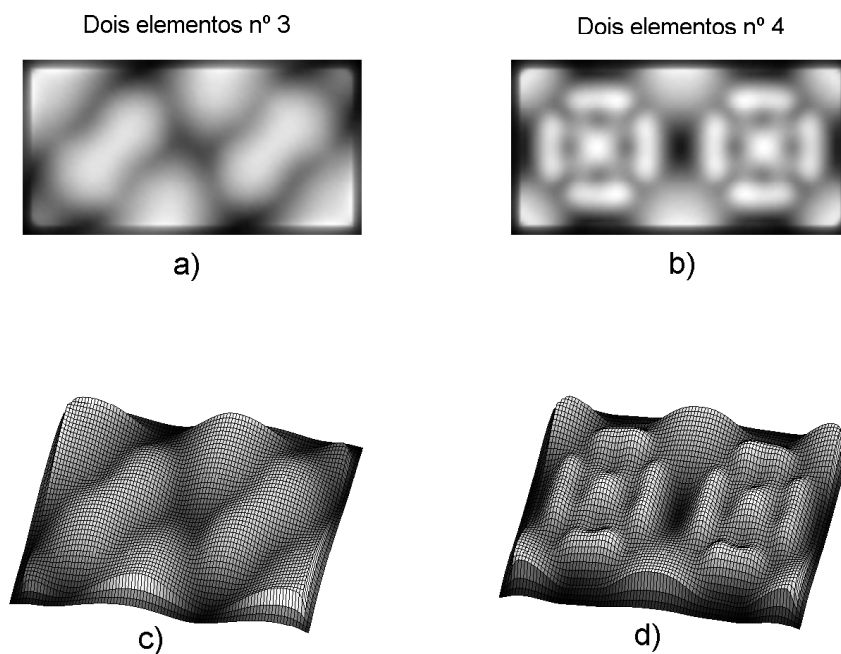 Dois elementos nº 3
Dois elementos nº 4
a)
b)
c)
d)